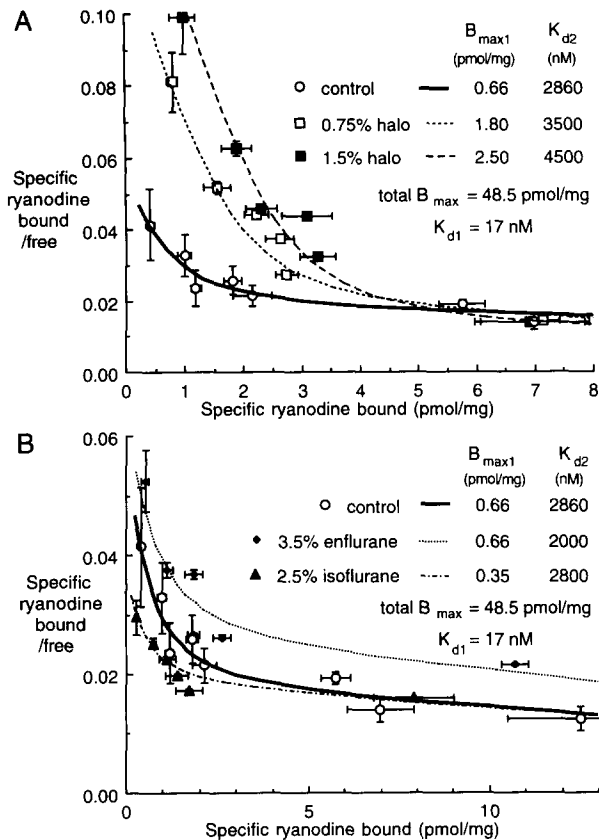 A
B max1 K d2
(pmol/mg) (nM)
control 0.66 2860
0.75% halo 1.80 3500
1.5% halo 2.50 4500
total B max = 48.5 pmol/mg
K d1 = 17 nM
Specific
ryanodine
bound
/free
0.10
0.08
0.06
0.04
0.02
0.00
0 1 2 3 4 5 6 7 8
Specific ryanodine bound (pmol/mg)
B
B max1 K d2
(pmol/mg) (nM)
control 0.66 2860
3.5% enflurane 0.66 2000
2.5% isoflurane 0.35 2800
total B max = 48.5 pmol/mg
K d1 = 17 nM
Specific
ryanodine
bound
/free
0.06
0.04
0.02
0.00
0 5 10
Specific ryanodine bound (pmol/mg)